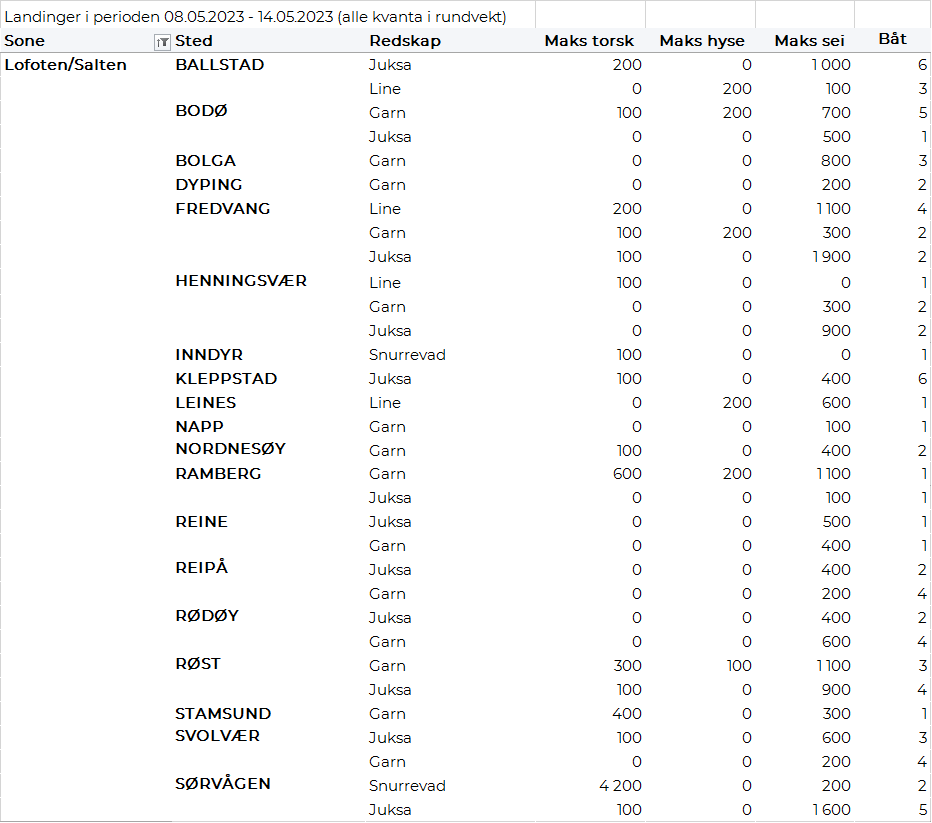 Landinger i perioden 08.05.2023 - 14.05.2023 (alle kvanta i rundvekt)
Sone Sted Redskap Maks torsk Maks hyse Maks sei Båt
Lofoten/Salten BALLSTAD Juksa 200 0 1 000 6
Line 0 200 100 3
BODØ Garn 100 200 700 5
Juksa 0 0 500 1
BOLGA Garn 0 0 800 3
DYPING Garn 0 0 200 2
FREDVANG Line 200 0 1 100 4
Garn 100 200 300 2
Juksa 100 0 1 900 2
HENNINGSVÆR Line 100 0 0 1
Garn 0 0 300 2
Juksa 0 0 900 2
INNDYR Snurrevad 100 0 0 1
KLEPPSTAD Juksa 100 0 400 6
LEINES Line 0 200 600 1
NAPP Garn 0 0 100 1
NORDNESØY Garn 100 0 400 2
RAMBERG Garn 600 200 1 100 1
Juksa 0 0 100 1
REINE Juksa 0 0 500 1
Garn 0 0 400 1
REIPÅ Juksa 0 0 400 2
Garn 0 0 200 4
RØDØY Juksa 0 0 400 2
Garn 0 0 600 4
RØST Garn 300 100 1 100 3
Juksa 100 0 900 4
STAMSUND Garn 400 0 300 1
SVOLVÆR Juksa 100 0 600 3
Garn 0 0 200 4
SØRVÅGEN Snurrevad 4 200 0 200 2
Juksa 100 0 1 600 5